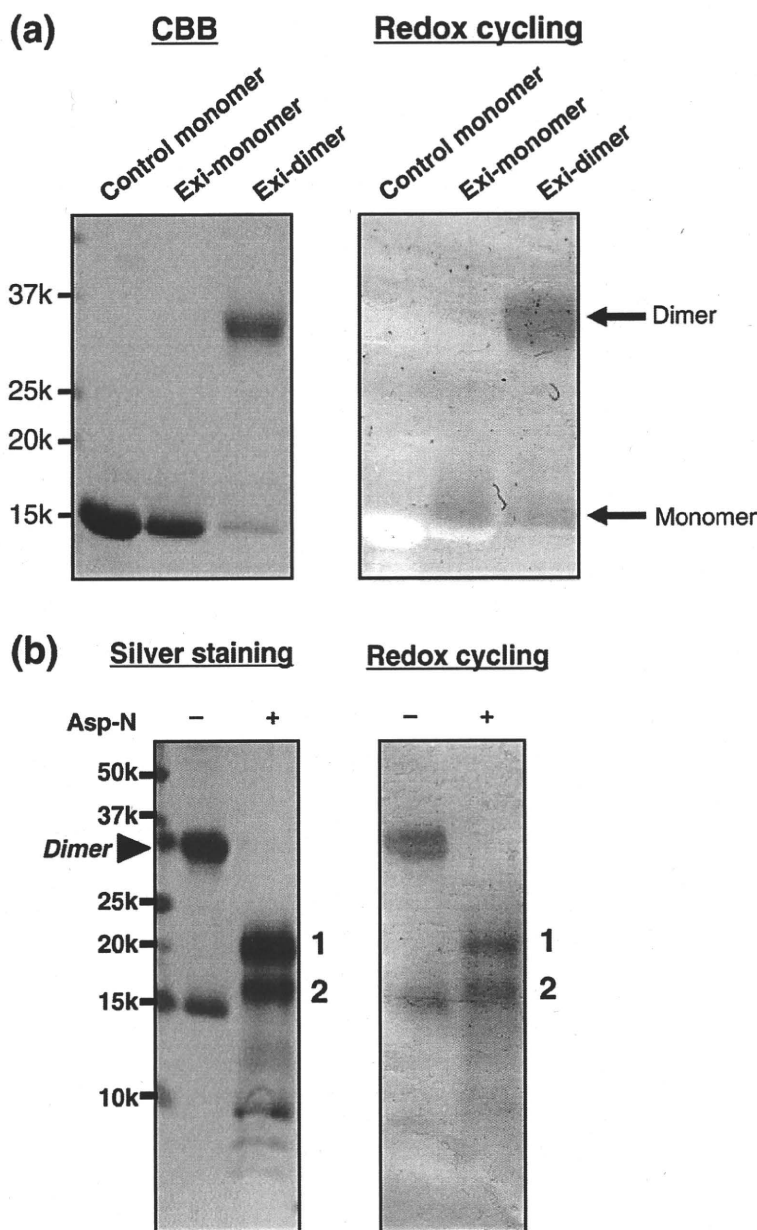 (a)
CBB
Redox cycling
Control monomer
Exi-monomer
Exi-dimer
Control monomer
Exi-monomer
Exi-dimer
37k
25k
20k
15k
Dimer
Monomer
(b)
Silver staining
Redox cycling
Asp-N − +
− +
50k
37k
Dimer
25k
20k
15k
10k
1
2
1
2